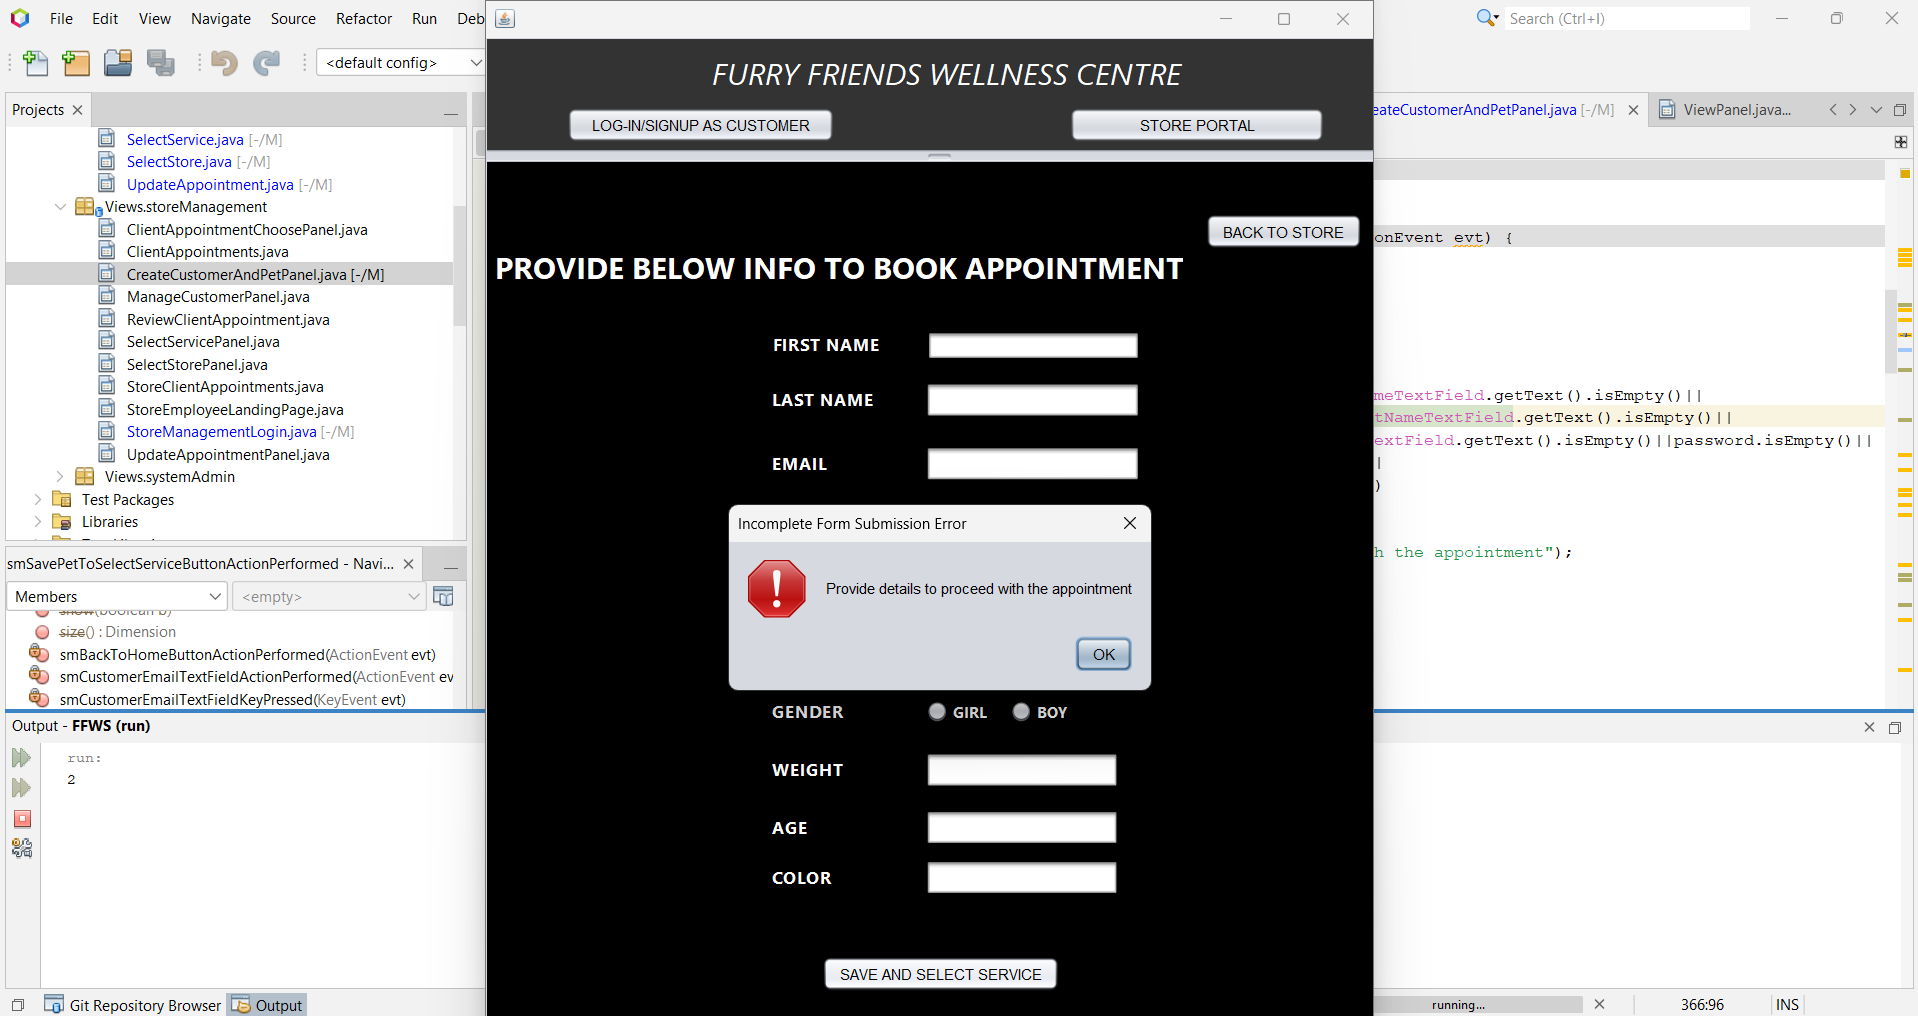 File Edit View Navigate Source Refactor Run Deb
Search (Ctrl+I)
<default config>
FURRY FRIENDS WELLNESS CENTRE
LOG-IN/SIGNUP AS CUSTOMER
STORE PORTAL
Projects
eateCustomerAndPetPanel.java [-/M]
ViewPanel.java...
SelectService.java [-/M]
SelectStore.java [-/M]
UpdateAppointment.java [-/M]
Views.storeManagement
ClientAppointmentChoosePanel.java
ClientAppointments.java
CreateCustomerAndPetPanel.java [-/M]
ManageCustomerPanel.java
ReviewClientAppointment.java
SelectServicePanel.java
SelectStorePanel.java
StoreClientAppointments.java
StoreEmployeeLandingPage.java
StoreManagementLogin.java [-/M]
UpdateAppointmentPanel.java
Views.systemAdmin
Test Packages
Libraries
BACK TO STORE
PROVIDE BELOW INFO TO BOOK APPOINTMENT
FIRST NAME
LAST NAME
EMAIL
Incomplete Form Submission Error
Provide details to proceed with the appointment
OK
GENDER
GIRL BOY
WEIGHT
AGE
COLOR
SAVE AND SELECT SERVICE
onEvent evt) {
meTextField.getText().isEmpty()||
tNameTextField.getText().isEmpty()||
extField.getText().isEmpty()||password.isEmpty()||
|
)
h the appointment");
smSavePetToSelectServiceButtonActionPerformed - Navi...
Members
<empty>
show(boolean b)
size() : Dimension
smBackToHomeButtonActionPerformed(ActionEvent evt)
smCustomerEmailTextFieldActionPerformed(ActionEvent ev
smCustomerEmailTextFieldKeyPressed(KeyEvent evt)
Output - FFWS (run)
run:
2
Git Repository Browser
Output
running...
366:96
INS